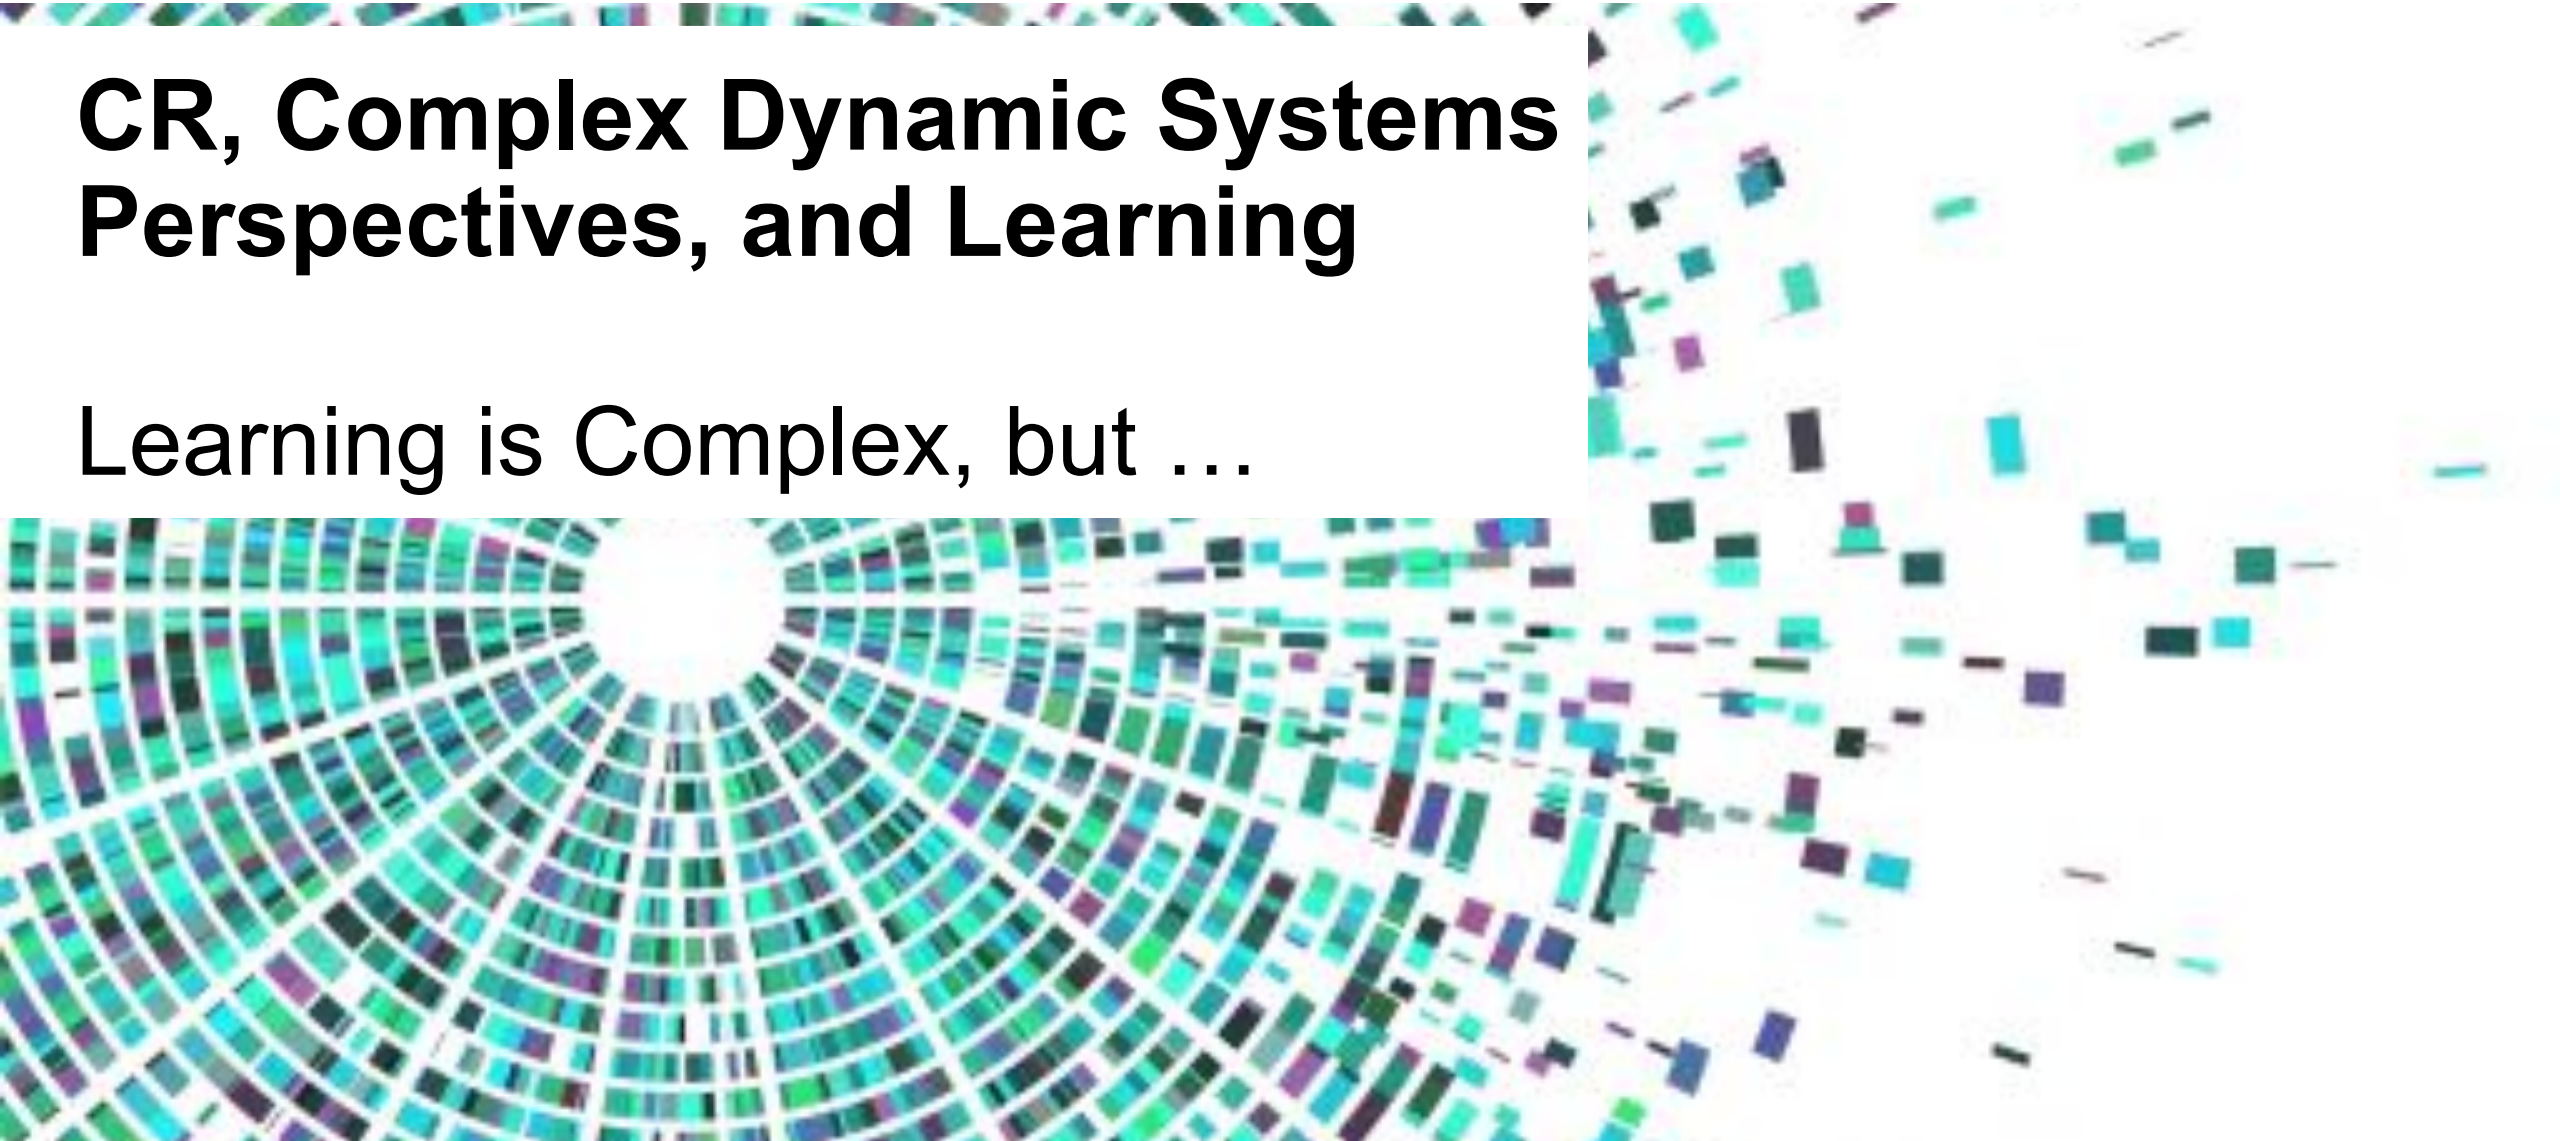 CR, Complex Dynamic Systems
Perspectives, and Learning
Learning is Complex, but …